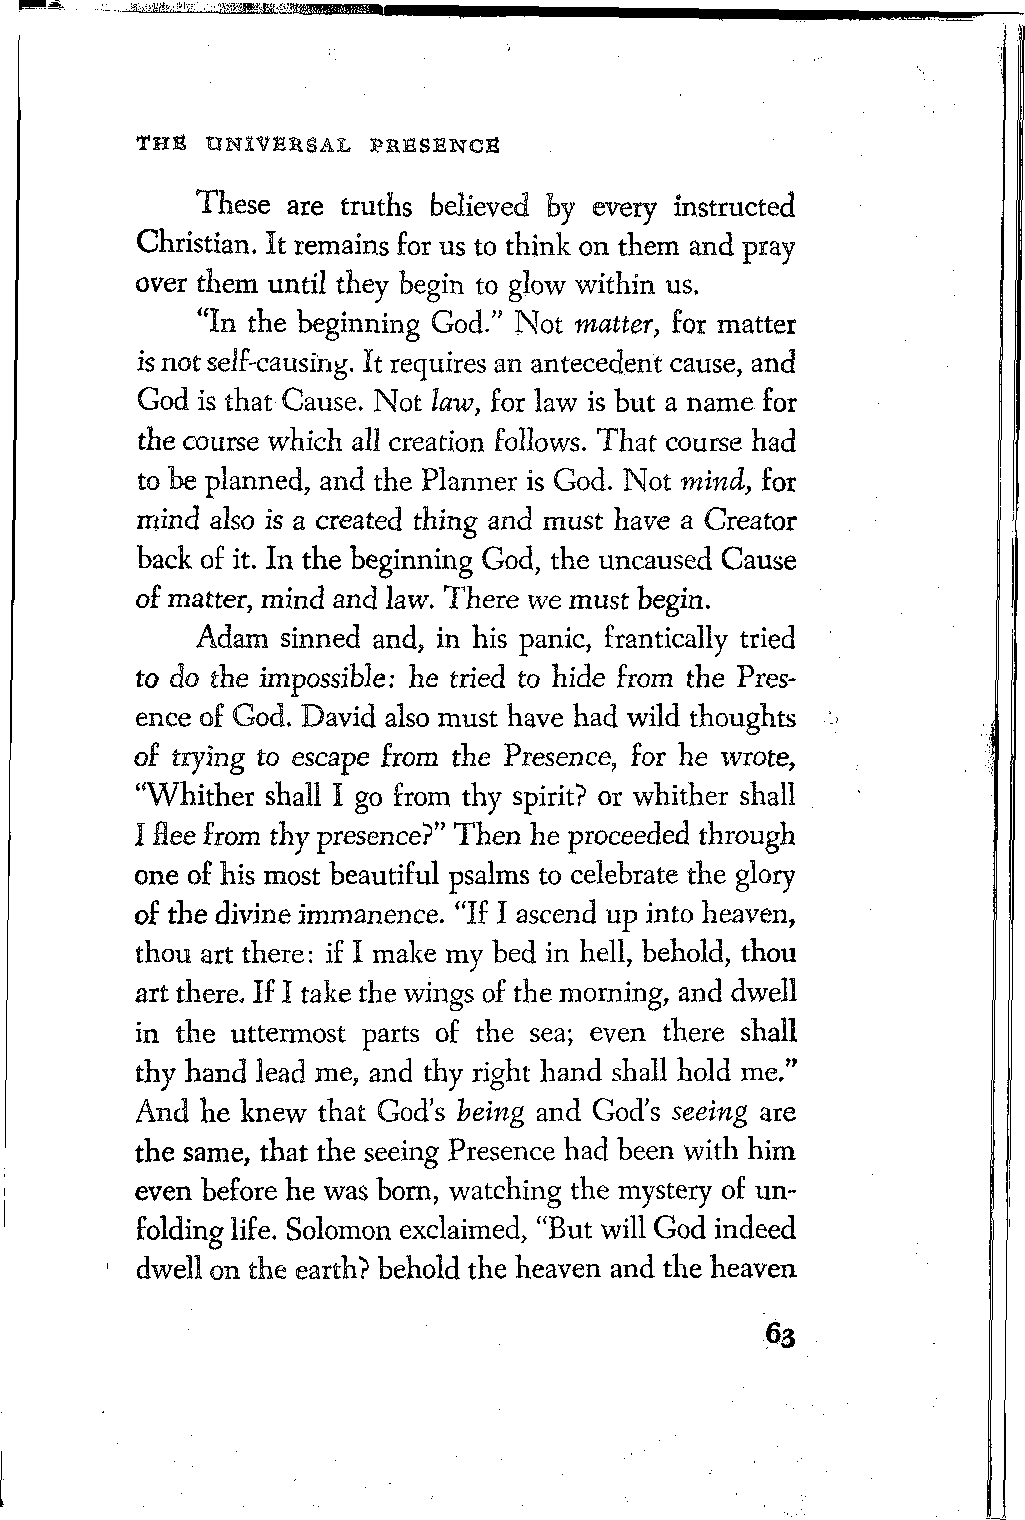 THE UNIVERSAL PRESENCE
These are truths believed by every instructed
Christian. It remains for us to think on them and pray
over them until they begin to glow within us.
“In the beginning God.” Not matter, for matter
is not self-causing. It requires an antecedent cause, and
God is that Cause. Not law, for law is but a name for
the course which all creation follows. That course had
to be planned, and the Planner is God. Not mind, for
mind also is a created thing and must have a Creator
back of it. In the beginning God, the uncaused Cause
of matter, mind and law. There we must begin.
Adam sinned and, in his panic, frantically tried
to do the impossible: he tried to hide from the Pres-
ence of God. David also must have had wild thoughts
of trying to escape from the Presence, for he wrote,
“Whither shall I go from thy spirit? or whither shall
I flee from thy presence?” Then he proceeded through
one of his most beautiful psalms to celebrate the glory
of the divine immanence. “If I ascend up into heaven,
thou art there: if I make my bed in hell, behold, thou
art there. If I take the wings of the morning, and dwell
in the uttermost parts of the sea; even there shall
thy hand lead me, and thy right hand shall hold me.”
And he knew that God’s being and God’s seeing are
the same, that the seeing Presence had been with him
even before he was born, watching the mystery of un-
folding life. Solomon exclaimed, “But will God indeed
dwell on the earth? behold the heaven and the heaven
63